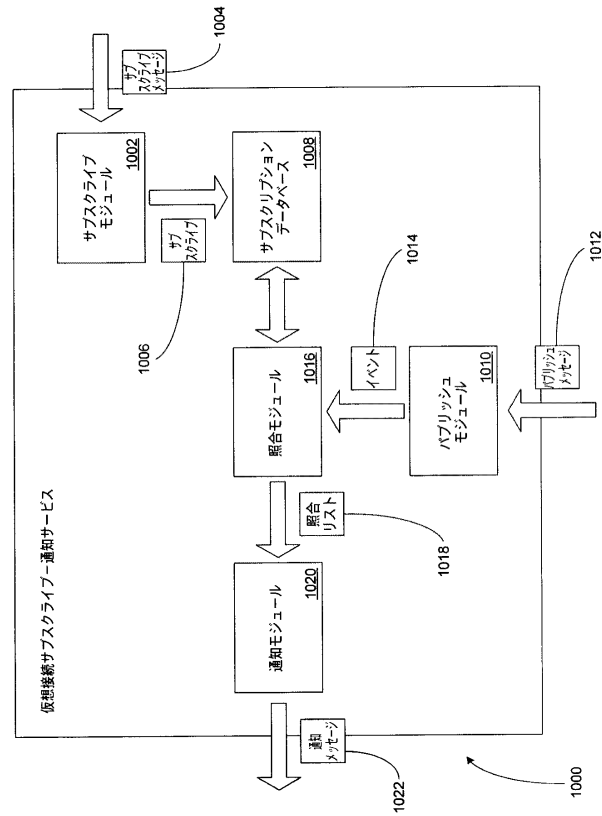 仮想接続サブスクライブ－通知サービス
サブ
スクライブ
メッセージ
1004
サブスクライブ
モジュール
1002
サブ
スクライブ
1006
サブスクリプション
データベース
1008
照合モジュール
1016
イベント
1014
パブリッシュ
モジュール
1010
パブリッシュ
メッセージ
1012
照合
リスト
1018
通知モジュール
1020
通知
メッセージ
1022
1000